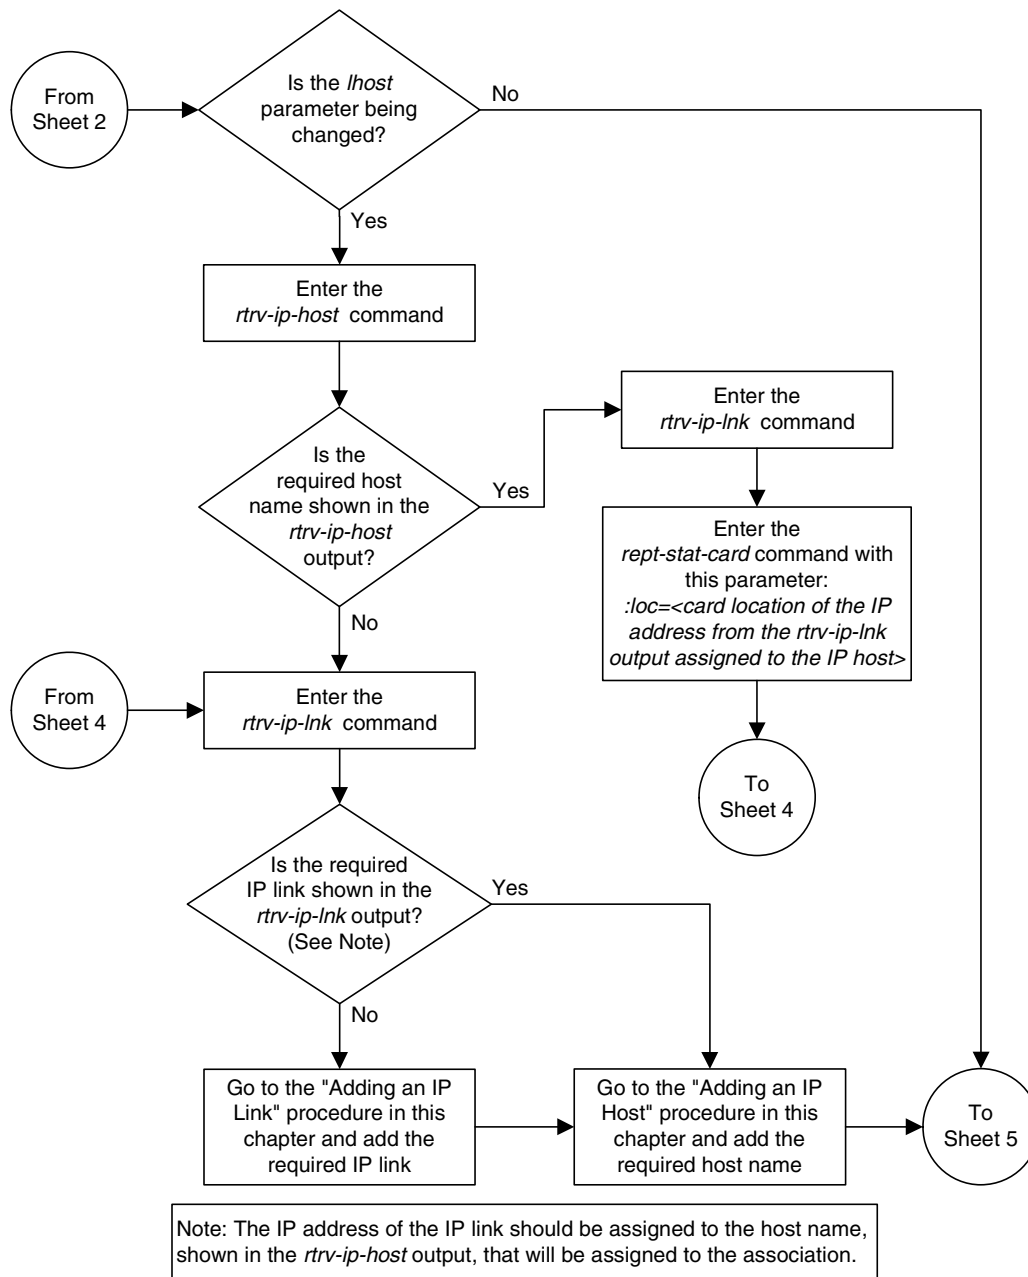 From
Sheet 2
Is the lhost
parameter being
changed?
No
Yes
Enter the
rtrv-ip-host command
Is the
required host
name shown in the
rtrv-ip-host
output?
Yes
No
Enter the
rtrv-ip-lnk command
Enter the
rept-stat-card command with
this parameter:
:loc=<card location of the IP
address from the rtrv-ip-lnk
output assigned to the IP host>
To
Sheet 4
From
Sheet 4
Enter the
rtrv-ip-lnk command
Is the required
IP link shown in the
rtrv-ip-lnk output?
(See Note)
Yes
No
Go to the "Adding an IP
Link" procedure in this
chapter and add the
required IP link
Go to the "Adding an IP
Host" procedure in this
chapter and add the
required host name
To
Sheet 5
Note: The IP address of the IP link should be assigned to the host name,
shown in the rtrv-ip-host output, that will be assigned to the association.